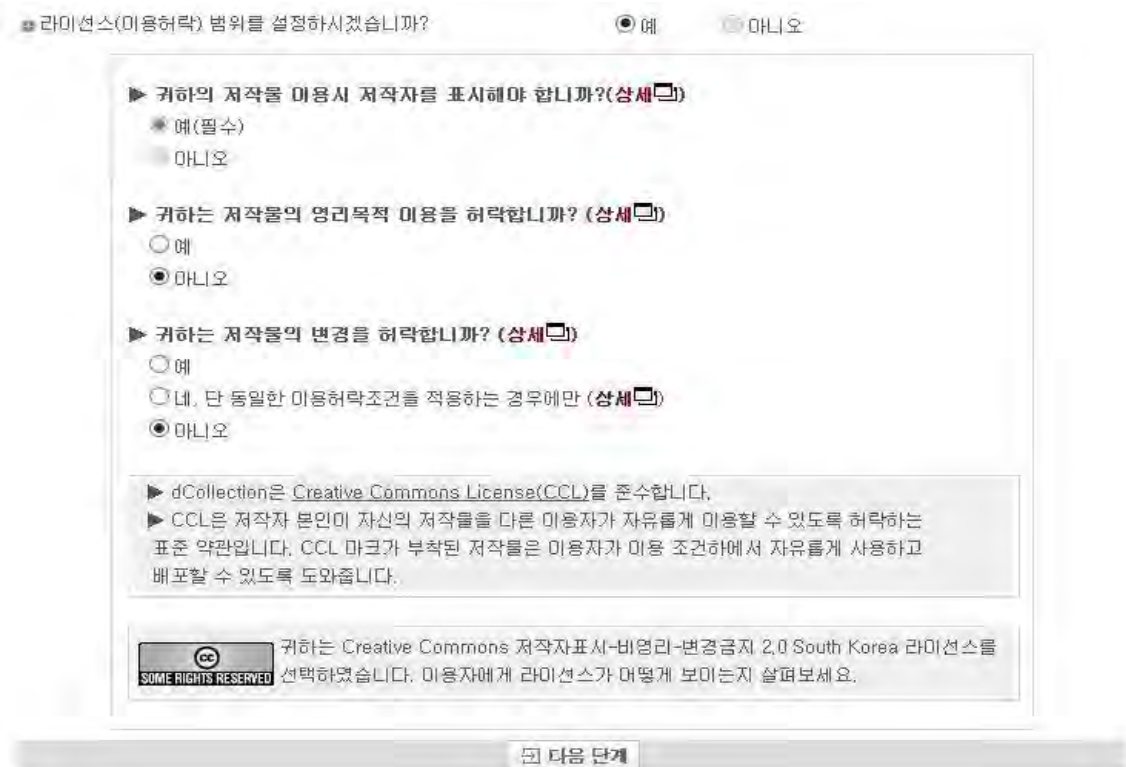 라이선스(이용허락) 범위를 설정하시겠습니까? 예 아니오
▶ 귀하의 저작물 이용시 저작자를 표시해야 합니까?(상세)
예(필수)
아니오
▶ 귀하는 저작물의 영리목적 이용을 허락합니까? (상세)
예
아니오
▶ 귀하는 저작물의 변경을 허락합니까? (상세)
예
네, 단 동일한 이용허락조건을 적용하는 경우에만 (상세)
아니오
▶ dCollection은 Creative Commons License(CCL)를 준수합니다.
▶ CCL은 저작자 본인이 자신의 저작물을 다른 이용자가 자유롭게 이용할 수 있도록 허락하는
표준 약관입니다. CCL 마크가 부착된 저작물은 이용자가 이용 조건하에서 자유롭게 사용하고
배포할 수 있도록 도와줍니다.
cc
SOME RIGHTS RESERVED
귀하는 Creative Commons 저작자표시-비영리-변경금지 2.0 South Korea 라이선스를
선택하였습니다. 이용자에게 라이선스가 어떻게 보이는지 살펴보세요.
다음 단계